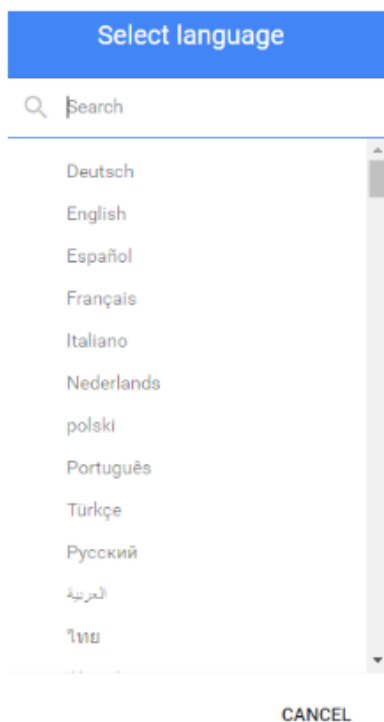 Select language
Search
Deutsch
English
Español
Français
Italiano
Nederlands
polski
Português
Türkçe
Русский
العربية
ไทย
CANCEL